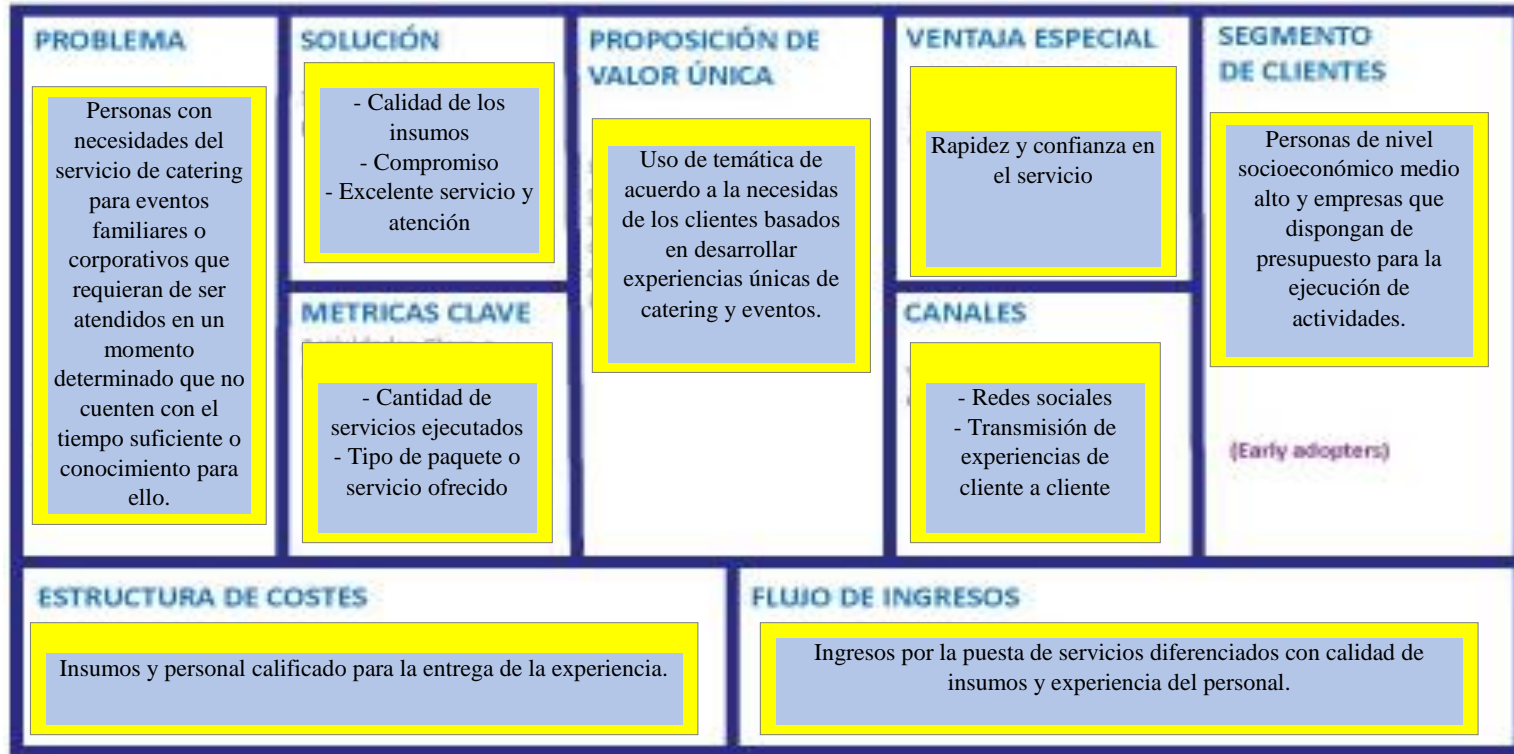 PROBLEMA
Personas con
necesidades del
servicio de catering
para eventos
familiares o
corporativos que
requieran de ser
atendidos en un
momento
determinado que no
cuenten con el
tiempo suficiente o
conocimiento para
ello.
SOLUCIÓN
- Calidad de los
insumos
- Compromiso
- Excelente servicio y
atención
METRICAS CLAVE
- Cantidad de
servicios ejecutados
- Tipo de paquete o
servicio ofrecido
PROPOSICIÓN DE
VALOR ÚNICA
Uso de temática de
acuerdo a la necesidas
de los clientes basados
en desarrollar
experiencias únicas de
catering y eventos.
VENTAJA ESPECIAL
Rapidez y confianza en
el servicio
CANALES
- Redes sociales
- Transmisión de
experiencias de
cliente a cliente
SEGMENTO
DE CLIENTES
Personas de nivel
socioeconómico medio
alto y empresas que
dispongan de
presupuesto para la
ejecución de
actividades.
(Early adopters)
ESTRUCTURA DE COSTES
Insumos y personal calificado para la entrega de la experiencia.
FLUJO DE INGRESOS
Ingresos por la puesta de servicios diferenciados con calidad de
insumos y experiencia del personal.